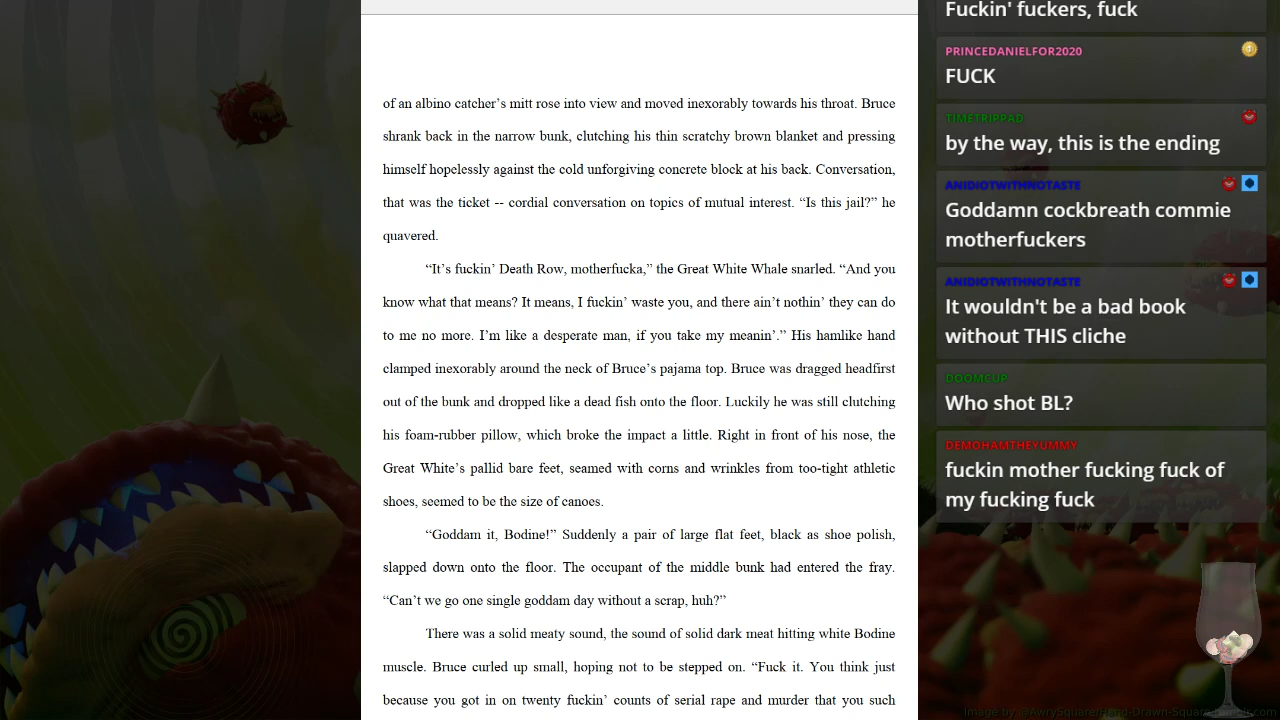 of an albino catcher’s mitt rose into view and moved inexorably towards his throat. Bruce
shrank back in the narrow bunk, clutching his thin scratchy brown blanket and pressing
himself hopelessly against the cold unforgiving concrete block at his back. Conversation,
that was the ticket -- cordial conversation on topics of mutual interest. “Is this jail?” he
quavered.
“It’s fuckin’ Death Row, motherfucka,” the Great White Whale snarled. “And you
know what that means? It means, I fuckin’ waste you, and there ain’t nothin’ they can do
to me no more. I’m like a desperate man, if you take my meanin’.” His hamlike hand
clamped inexorably around the neck of Bruce’s pajama top. Bruce was dragged headfirst
out of the bunk and dropped like a dead fish onto the floor. Luckily he was still clutching
his foam-rubber pillow, which broke the impact a little. Right in front of his nose, the
Great White’s pallid bare feet, seamed with corns and wrinkles from too-tight athletic
shoes, seemed to be the size of canoes.
“Goddam it, Bodine!” Suddenly a pair of large flat feet, black as shoe polish,
slapped down onto the floor. The occupant of the middle bunk had entered the fray.
“Can’t we go one single goddam day without a scrap, huh?”
There was a solid meaty sound, the sound of solid dark meat hitting white Bodine
muscle. Bruce curled up small, hoping not to be stepped on. “Fuck it. You think just
because you got in on twenty fuckin’ counts of serial rape and murder that you such
Fuckin' fuckers, fuck
PRINCEDANIELFOR2020
FUCK
TIMETRIPPAD
by the way, this is the ending
ANIDIOTWITHNOTASTE
Goddamn cockbreath commie
motherfuckers
ANIDIOTWITHNOTASTE
It wouldn't be a bad book
without THIS cliche
DOOMCUP
Who shot BL?
DEMOHAMTHEYUMMY
fuckin mother fucking fuck of
my fucking fuck
Image by: @AwrySquare/Hand-Drawn-Square.tumblr.com